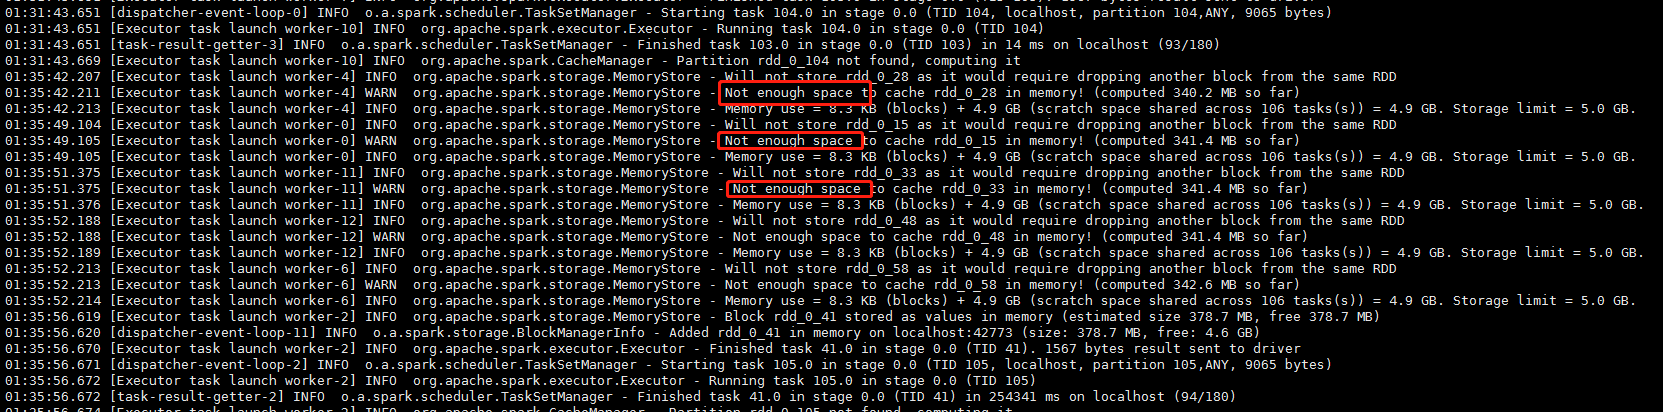 01:31:43.651 [dispatcher-event-loop-0] INFO  o.a.spark.scheduler.TaskSetManager - Starting task 104.0 in stage 0.0 (TID 104, localhost, partition 104,ANY, 9065 bytes)
01:31:43.651 [Executor task launch worker-10] INFO  org.apache.spark.executor.Executor - Running task 104.0 in stage 0.0 (TID 104)
01:31:43.651 [task-result-getter-3] INFO  o.a.spark.scheduler.TaskSetManager - Finished task 103.0 in stage 0.0 (TID 103) in 14 ms on localhost (93/180)
01:31:43.669 [Executor task launch worker-10] INFO  org.apache.spark.CacheManager - Partition rdd_0_104 not found, computing it
01:35:42.207 [Executor task launch worker-4] INFO  org.apache.spark.storage.MemoryStore - Will not store rdd_0_28 as it would require dropping another block from the same RDD
01:35:42.211 [Executor task launch worker-4] WARN  org.apache.spark.storage.MemoryStore - Not enough space to cache rdd_0_28 in memory! (computed 340.2 MB so far)
01:35:42.213 [Executor task launch worker-4] INFO  org.apache.spark.storage.MemoryStore - Memory use = 8.3 KB (blocks) + 4.9 GB (scratch space shared across 106 tasks(s)) = 4.9 GB. Storage limit = 5.0 GB.
01:35:49.104 [Executor task launch worker-0] INFO  org.apache.spark.storage.MemoryStore - Will not store rdd_0_15 as it would require dropping another block from the same RDD
01:35:49.105 [Executor task launch worker-0] WARN  org.apache.spark.storage.MemoryStore - Not enough space to cache rdd_0_15 in memory! (computed 341.4 MB so far)
01:35:49.105 [Executor task launch worker-0] INFO  org.apache.spark.storage.MemoryStore - Memory use = 8.3 KB (blocks) + 4.9 GB (scratch space shared across 106 tasks(s)) = 4.9 GB. Storage limit = 5.0 GB.
01:35:51.375 [Executor task launch worker-11] INFO  org.apache.spark.storage.MemoryStore - Will not store rdd_0_33 as it would require dropping another block from the same RDD
01:35:51.375 [Executor task launch worker-11] WARN  org.apache.spark.storage.MemoryStore - Not enough space to cache rdd_0_33 in memory! (computed 341.4 MB so far)
01:35:51.376 [Executor task launch worker-11] INFO  org.apache.spark.storage.MemoryStore - Memory use = 8.3 KB (blocks) + 4.9 GB (scratch space shared across 106 tasks(s)) = 4.9 GB. Storage limit = 5.0 GB.
01:35:52.188 [Executor task launch worker-12] INFO  org.apache.spark.storage.MemoryStore - Will not store rdd_0_48 as it would require dropping another block from the same RDD
01:35:52.188 [Executor task launch worker-12] WARN  org.apache.spark.storage.MemoryStore - Not enough space to cache rdd_0_48 in memory! (computed 341.4 MB so far)
01:35:52.189 [Executor task launch worker-12] INFO  org.apache.spark.storage.MemoryStore - Memory use = 8.3 KB (blocks) + 4.9 GB (scratch space shared across 106 tasks(s)) = 4.9 GB. Storage limit = 5.0 GB.
01:35:52.213 [Executor task launch worker-6] INFO  org.apache.spark.storage.MemoryStore - Will not store rdd_0_58 as it would require dropping another block from the same RDD
01:35:52.213 [Executor task launch worker-6] WARN  org.apache.spark.storage.MemoryStore - Not enough space to cache rdd_0_58 in memory! (computed 342.6 MB so far)
01:35:52.214 [Executor task launch worker-6] INFO  org.apache.spark.storage.MemoryStore - Memory use = 8.3 KB (blocks) + 4.9 GB (scratch space shared across 106 tasks(s)) = 4.9 GB. Storage limit = 5.0 GB.
01:35:56.619 [Executor task launch worker-2] INFO  org.apache.spark.storage.MemoryStore - Block rdd_0_41 stored as values in memory (estimated size 378.7 MB, free 378.7 MB)
01:35:56.620 [dispatcher-event-loop-11] INFO  o.a.spark.storage.BlockManagerInfo - Added rdd_0_41 in memory on localhost:42773 (size: 378.7 MB, free: 4.6 GB)
01:35:56.670 [Executor task launch worker-2] INFO  org.apache.spark.executor.Executor - Finished task 41.0 in stage 0.0 (TID 41). 1567 bytes result sent to driver
01:35:56.671 [dispatcher-event-loop-2] INFO  o.a.spark.scheduler.TaskSetManager - Starting task 105.0 in stage 0.0 (TID 105, localhost, partition 105,ANY, 9065 bytes)
01:35:56.672 [Executor task launch worker-2] INFO  org.apache.spark.executor.Executor - Running task 105.0 in stage 0.0 (TID 105)
01:35:56.672 [task-result-getter-2] INFO  o.a.spark.scheduler.TaskSetManager - Finished task 41.0 in stage 0.0 (TID 41) in 254341 ms on localhost (94/180)